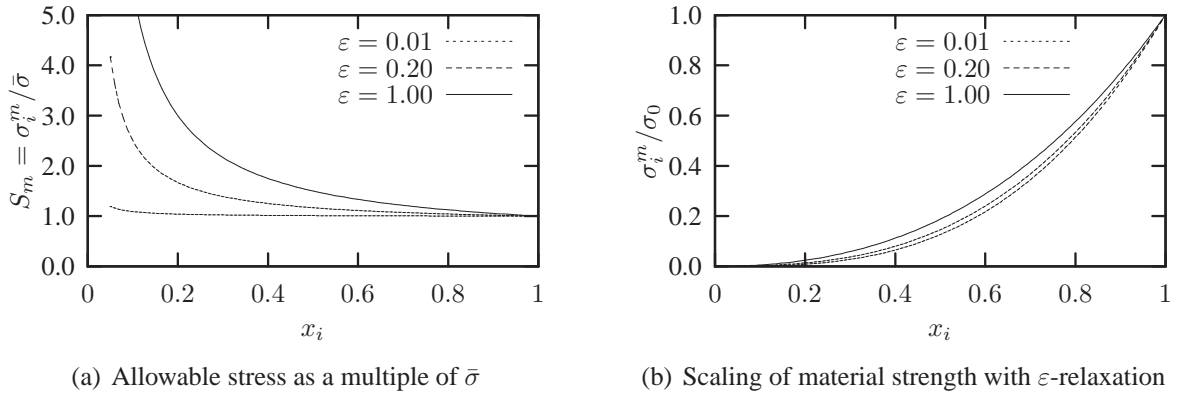 5.0
4.0
3.0
2.0
1.0
0.0
S_m = σ_i^m/σ̄
ε = 0.01
ε = 0.20
ε = 1.00
0 0.2 0.4 0.6 0.8 1
x_i
(a) Allowable stress as a multiple of σ̄
1.0
0.8
0.6
0.4
0.2
0.0
σ_i^m/σ_0
ε = 0.01
ε = 0.20
ε = 1.00
0 0.2 0.4 0.6 0.8 1
x_i
(b) Scaling of material strength with ε-relaxation